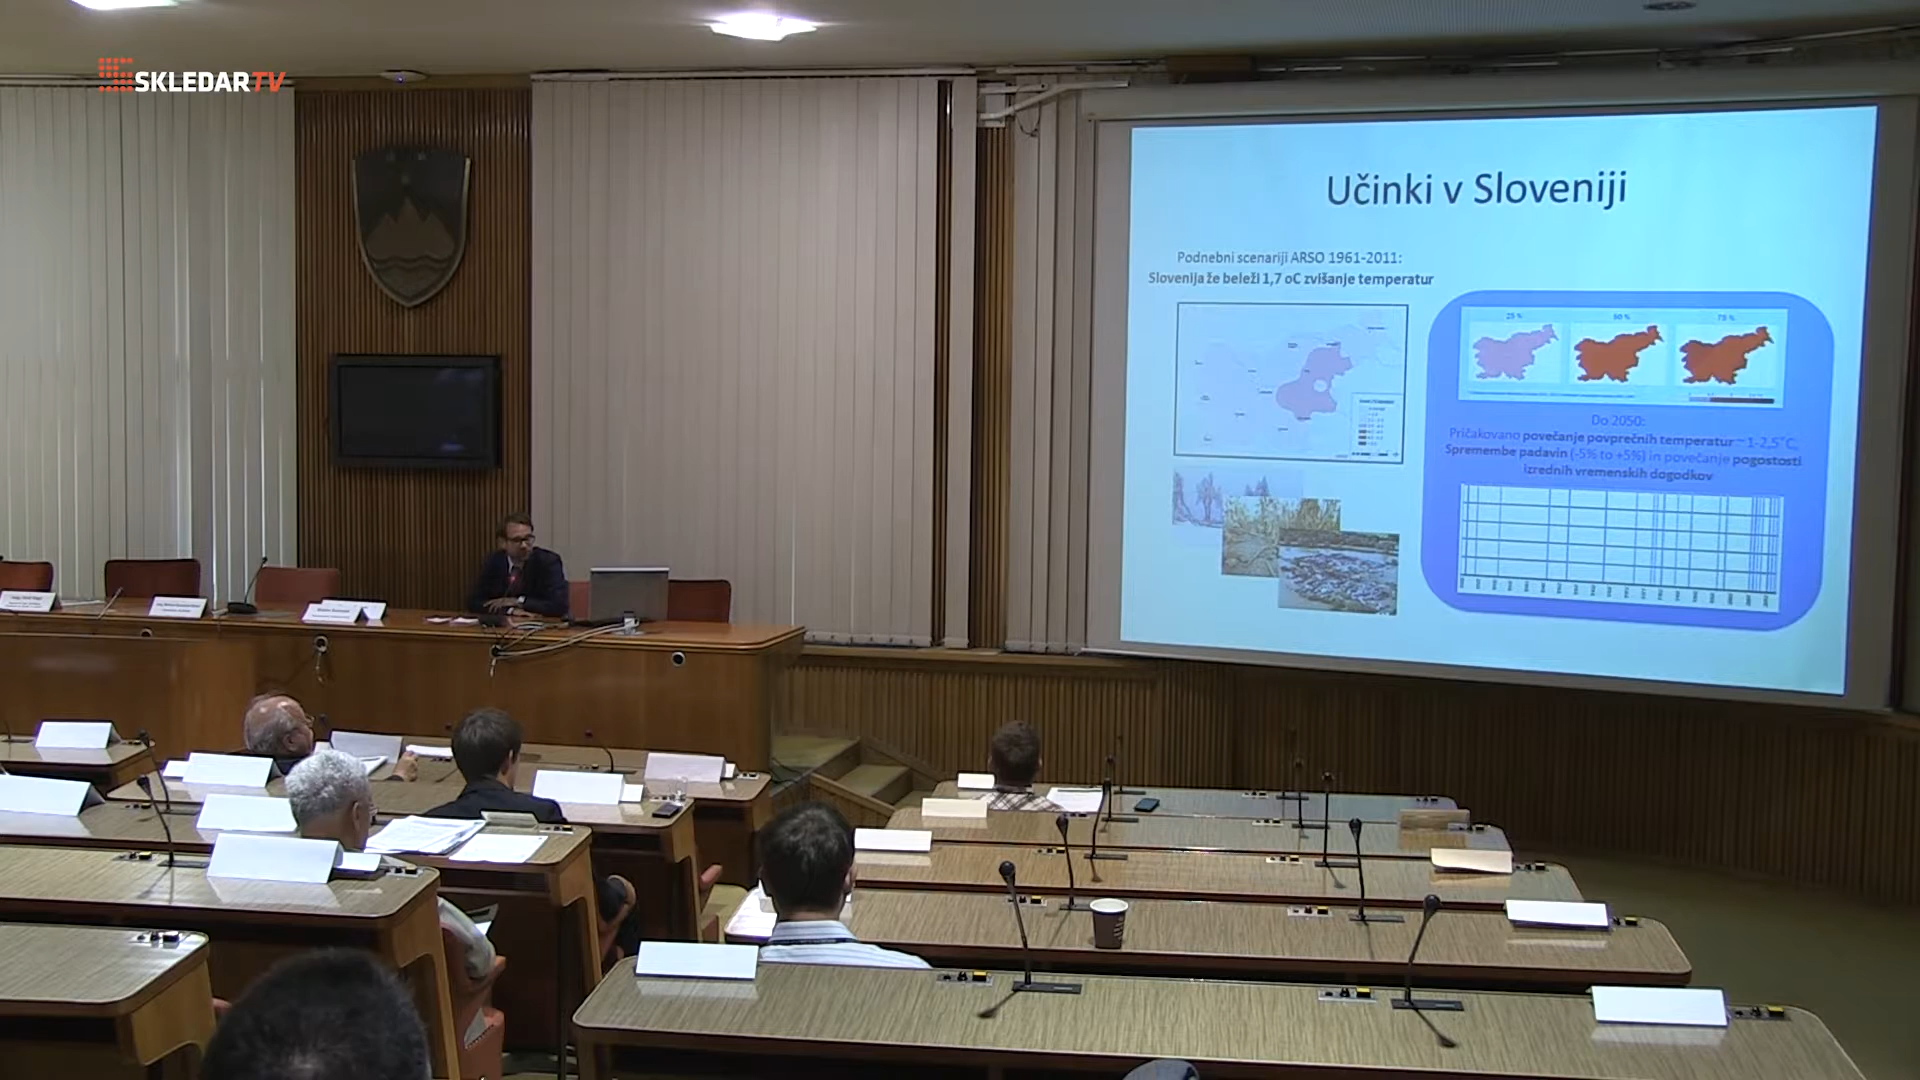 SKLEDARTV
Učinki v Sloveniji
Podnebni scenariji ARSO 1961-2011:
Slovenija že beleži 1,7 oC zvišanje temperatur
25 %
50 %
75 %
Do 2050:
Pričakovano povečanje povprečnih temperatur ~ 1-2,5°C,
Spremembe padavin (-5% to +5%) in povečanje pogostosti
izrednih vremenskih dogodkov